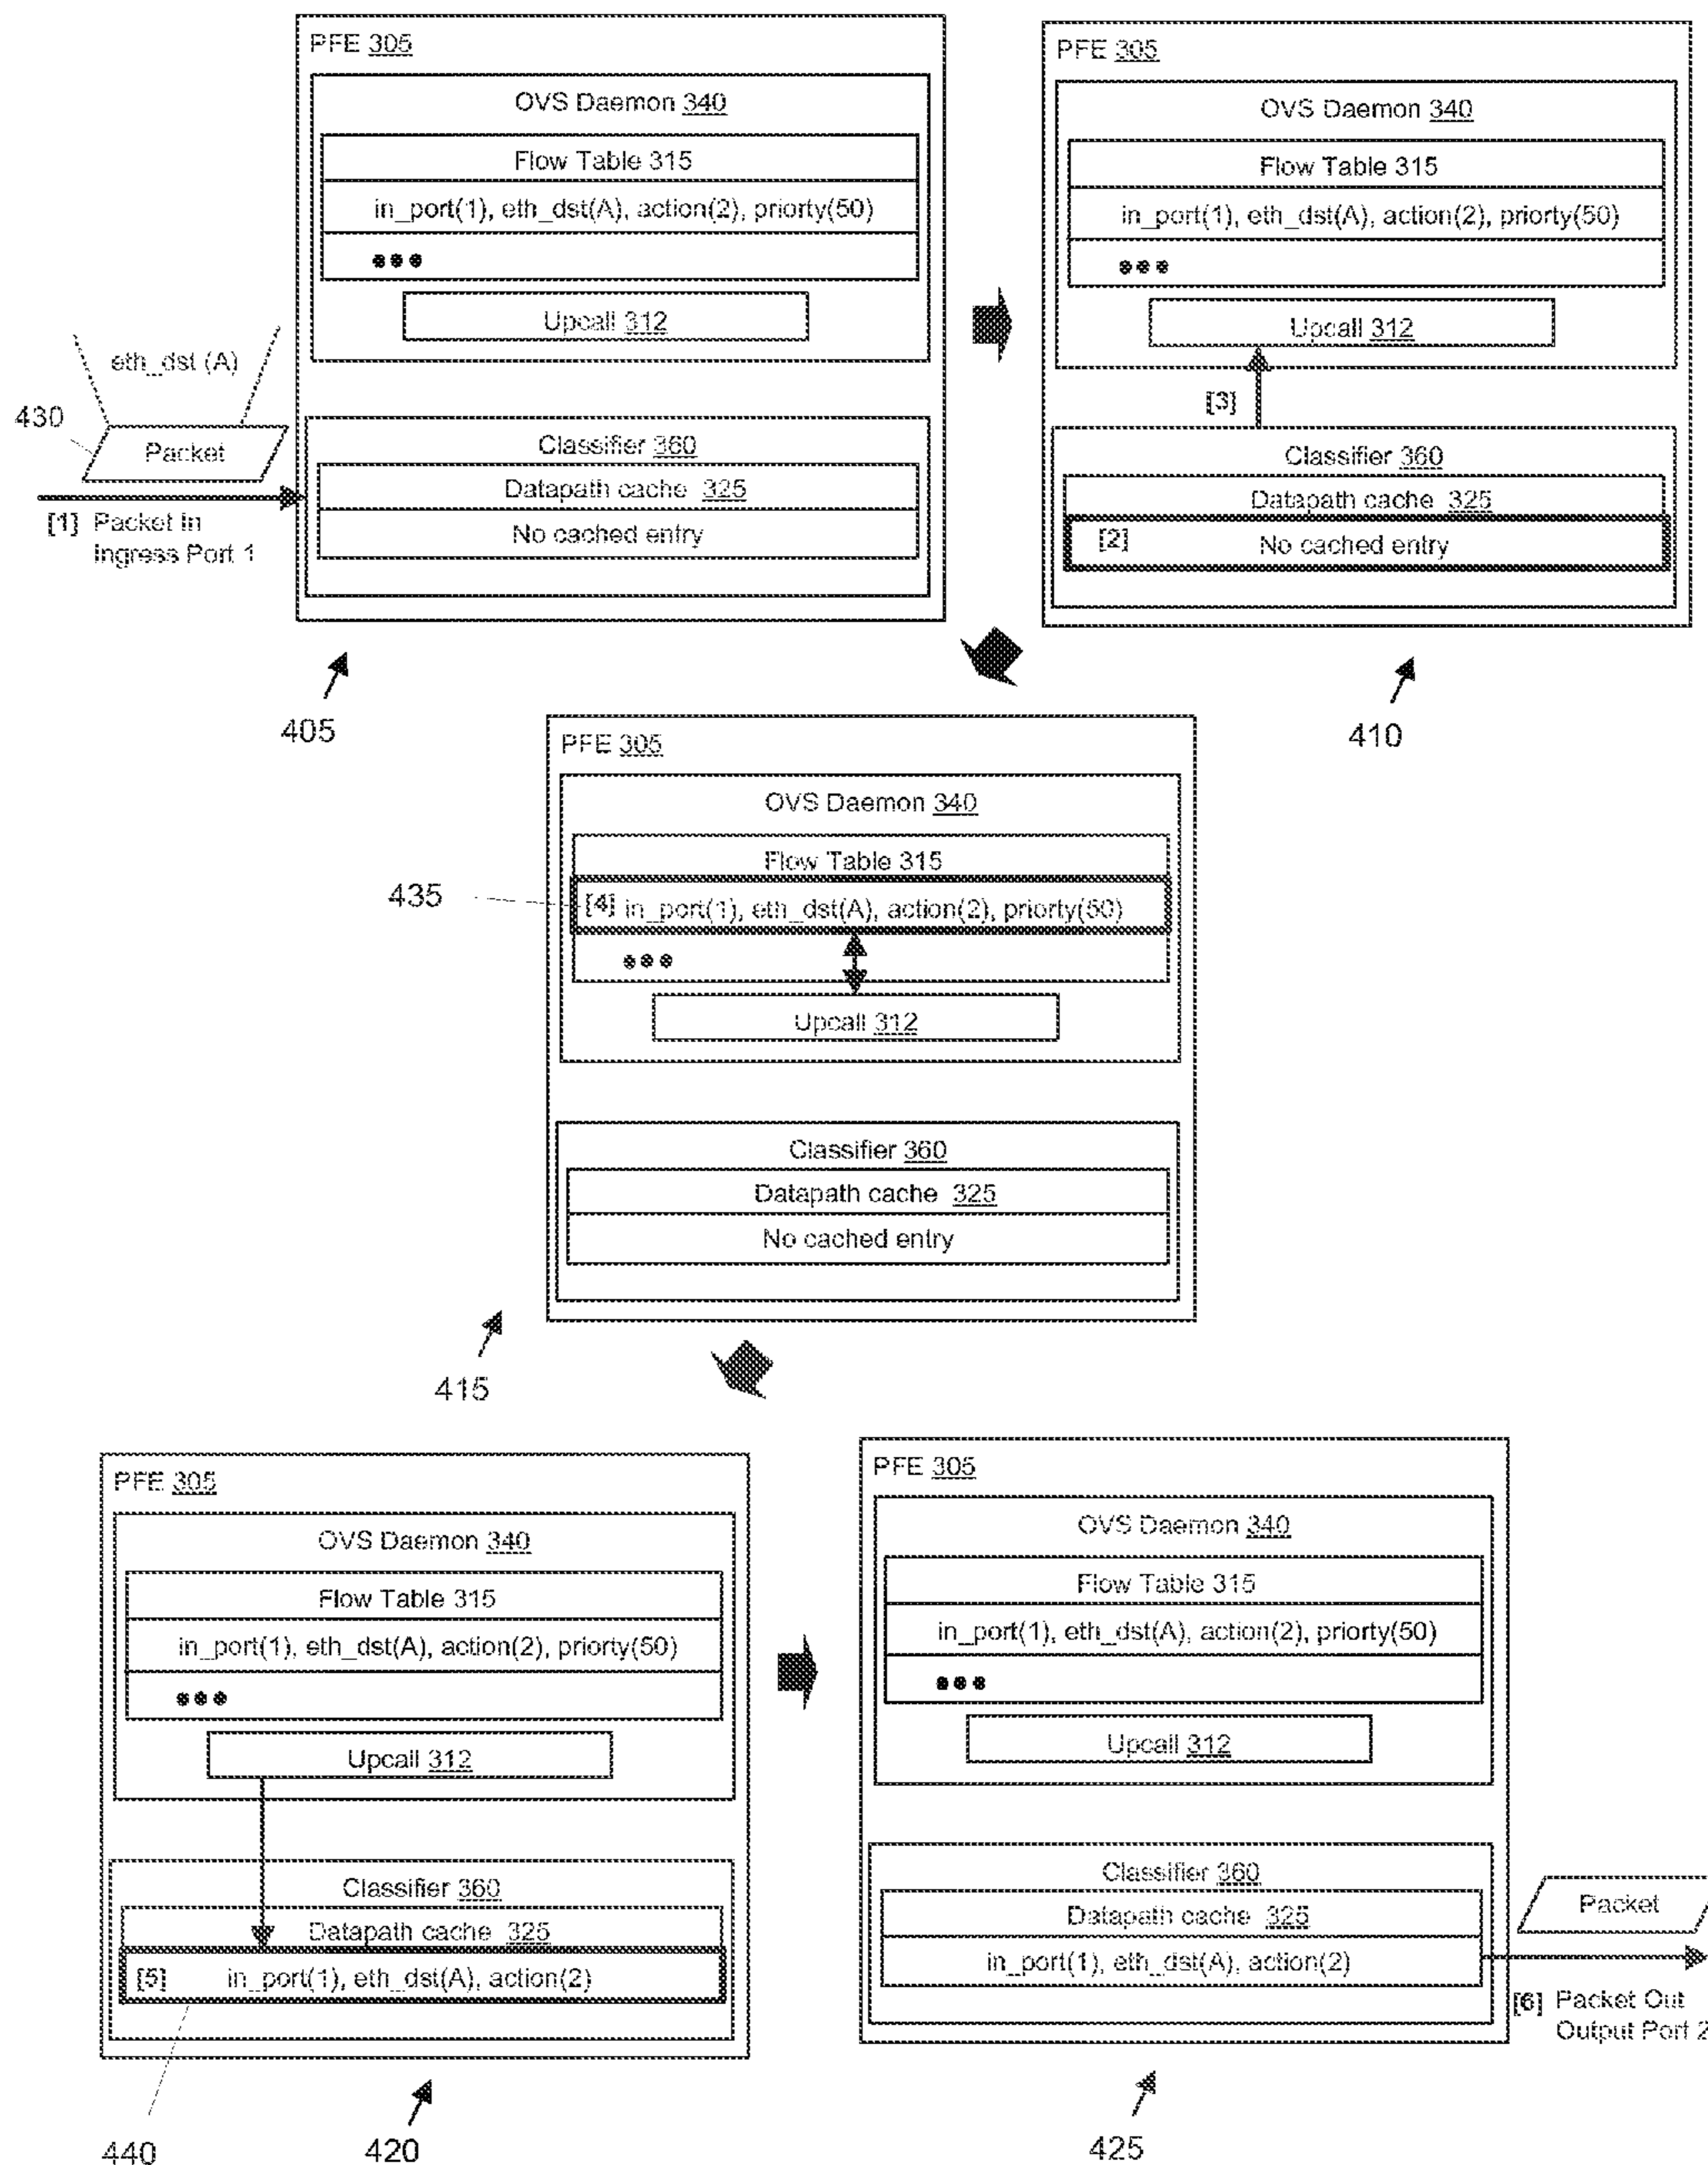 PFE 305
OVS Daemon 340
Flow Table 315
in_port(1), eth_dst(A), action(2), priorty(50)
●●●
Upcall 312
eth_dst (A)
430
Packet
[1] Packet In
Ingress Port 1
Classifier 360
Datapath cache 325
No cached entry
405
PFE 305
OVS Daemon 340
Flow Table 315
in_port(1), eth_dst(A), action(2), priorty(50)
●●●
Upcall 312
[3]
Classifier 360
Datapath cache 325
[2] No cached entry
410
PFE 305
OVS Daemon 340
Flow Table 315
435
[4] in_port(1), eth_dst(A), action(2), priorty(50)
●●●
Upcall 312
Classifier 360
Datapath cache 325
No cached entry
415
PFE 305
OVS Daemon 340
Flow Table 315
in_port(1), eth_dst(A), action(2), priorty(50)
●●●
Upcall 312
Classifier 360
Datapath cache 325
[5] in_port(1), eth_dst(A), action(2)
440
420
PFE 305
OVS Daemon 340
Flow Table 315
in_port(1), eth_dst(A), action(2), priorty(50)
●●●
Upcall 312
Classifier 360
Datapath cache 325
in_port(1), eth_dst(A), action(2)
Packet
[6] Packet Out
Output Port 2
425